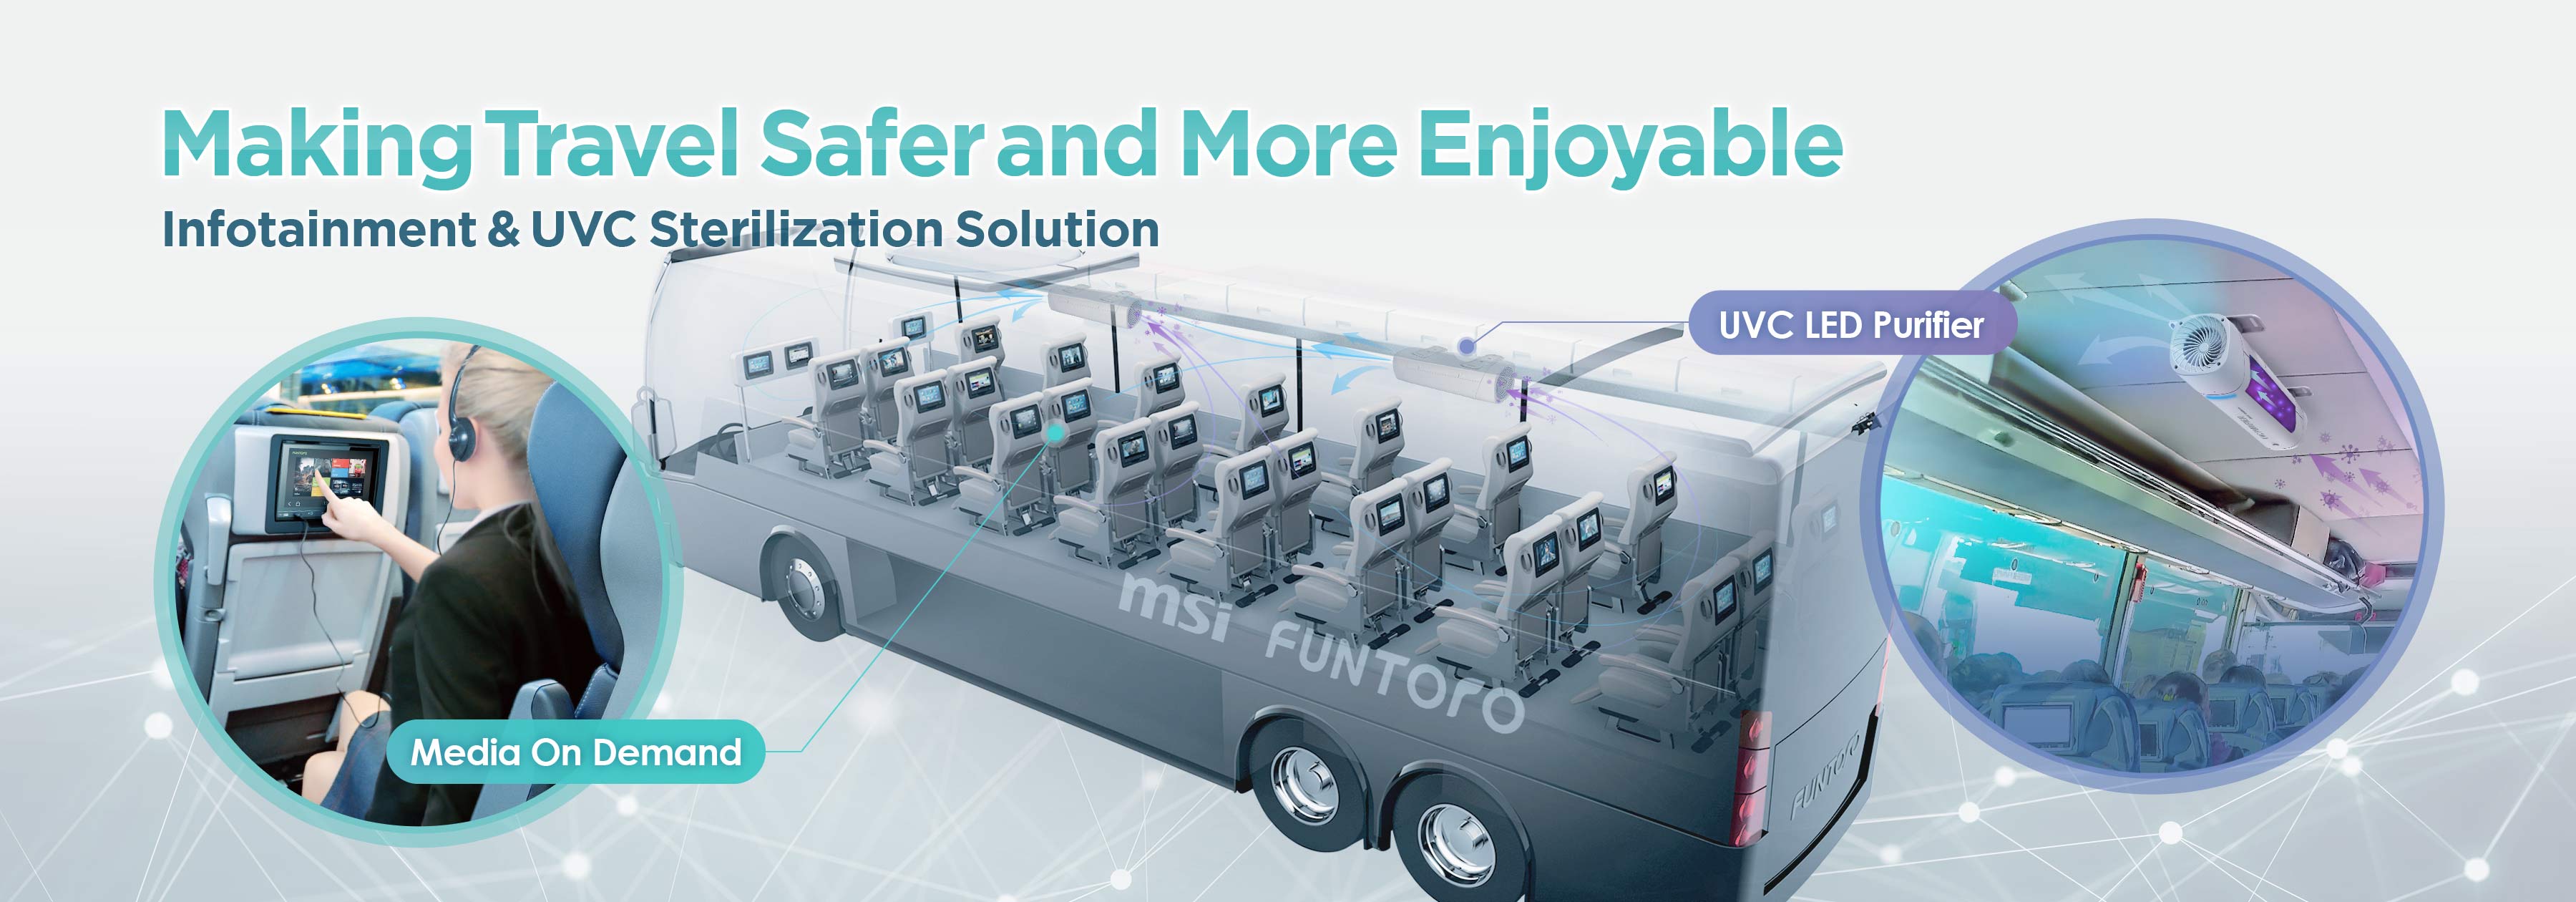 Making Travel Safer and More Enjoyable
Infotainment & UVC Sterilization Solution
UVC LED Purifier
Media On Demand
msi FUNTORO
FUNTORO